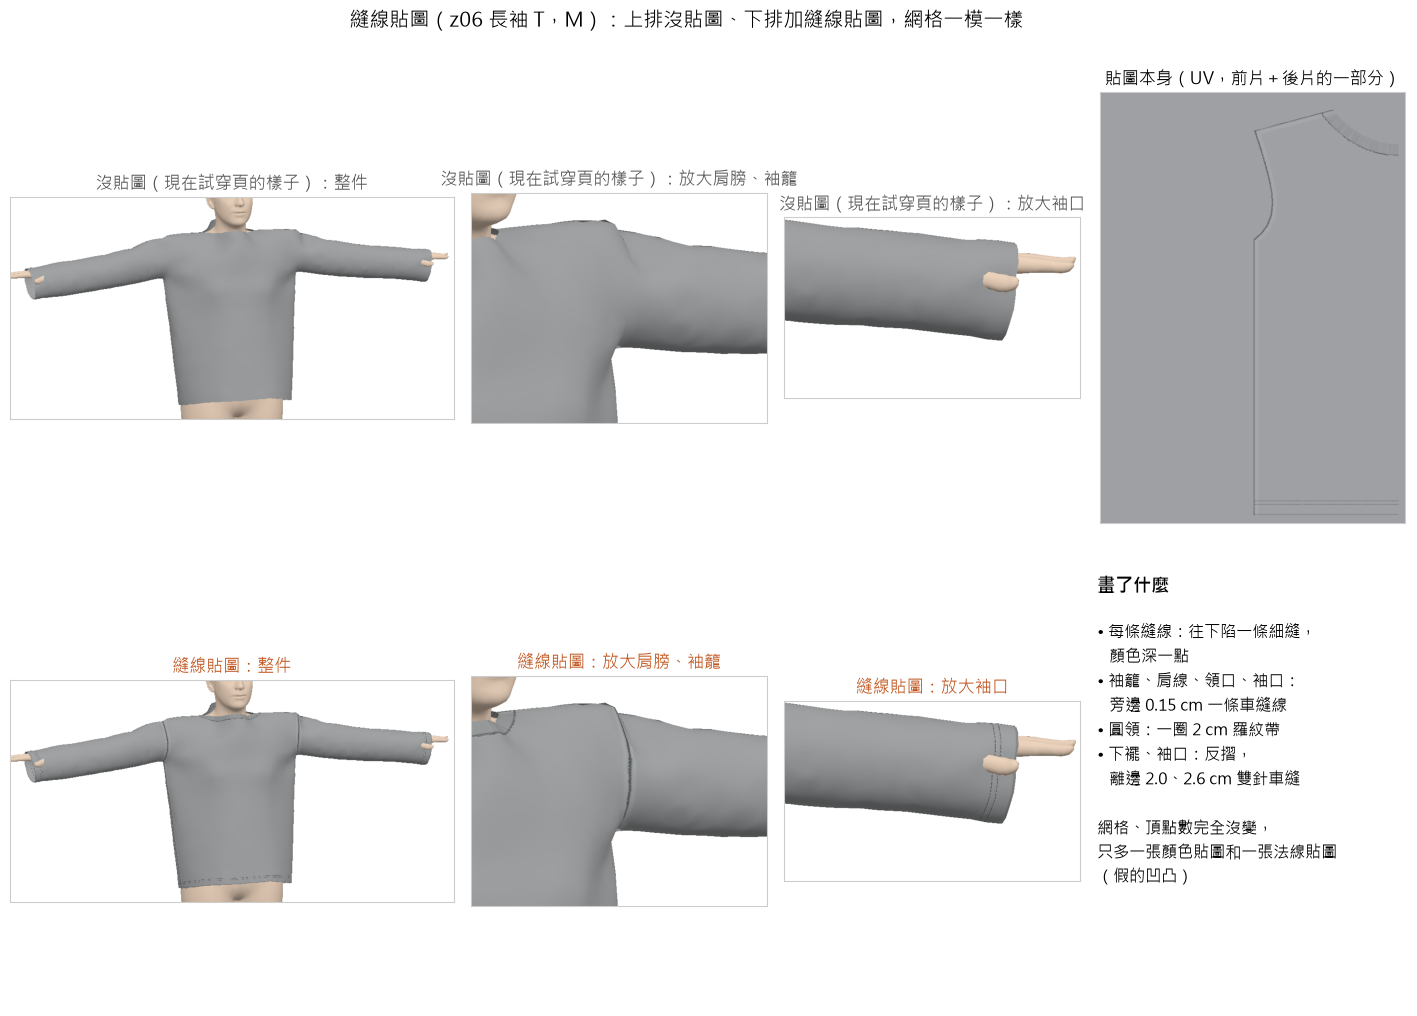 縫線貼圖（z06 長袖 T，M）：上排沒貼圖、下排加縫線貼圖，網格一模一樣
貼圖本身（UV，前片＋後片的一部分）
沒貼圖（現在試穿頁的樣子）：整件
沒貼圖（現在試穿頁的樣子）：放大肩膀、袖籠
沒貼圖（現在試穿頁的樣子）：放大袖口
縫線貼圖：整件
縫線貼圖：放大肩膀、袖籠
縫線貼圖：放大袖口
畫了什麼
• 每條縫線：往下陷一條細縫，
顏色深一點
• 袖籠、肩線、領口、袖口：
旁邊 0.15 cm 一條車縫線
• 圓領：一圈 2 cm 羅紋帶
• 下襬、袖口：反摺，
離邊 2.0、2.6 cm 雙針車縫
網格、頂點數完全沒變，
只多一張顏色貼圖和一張法線貼圖
（假的凹凸）